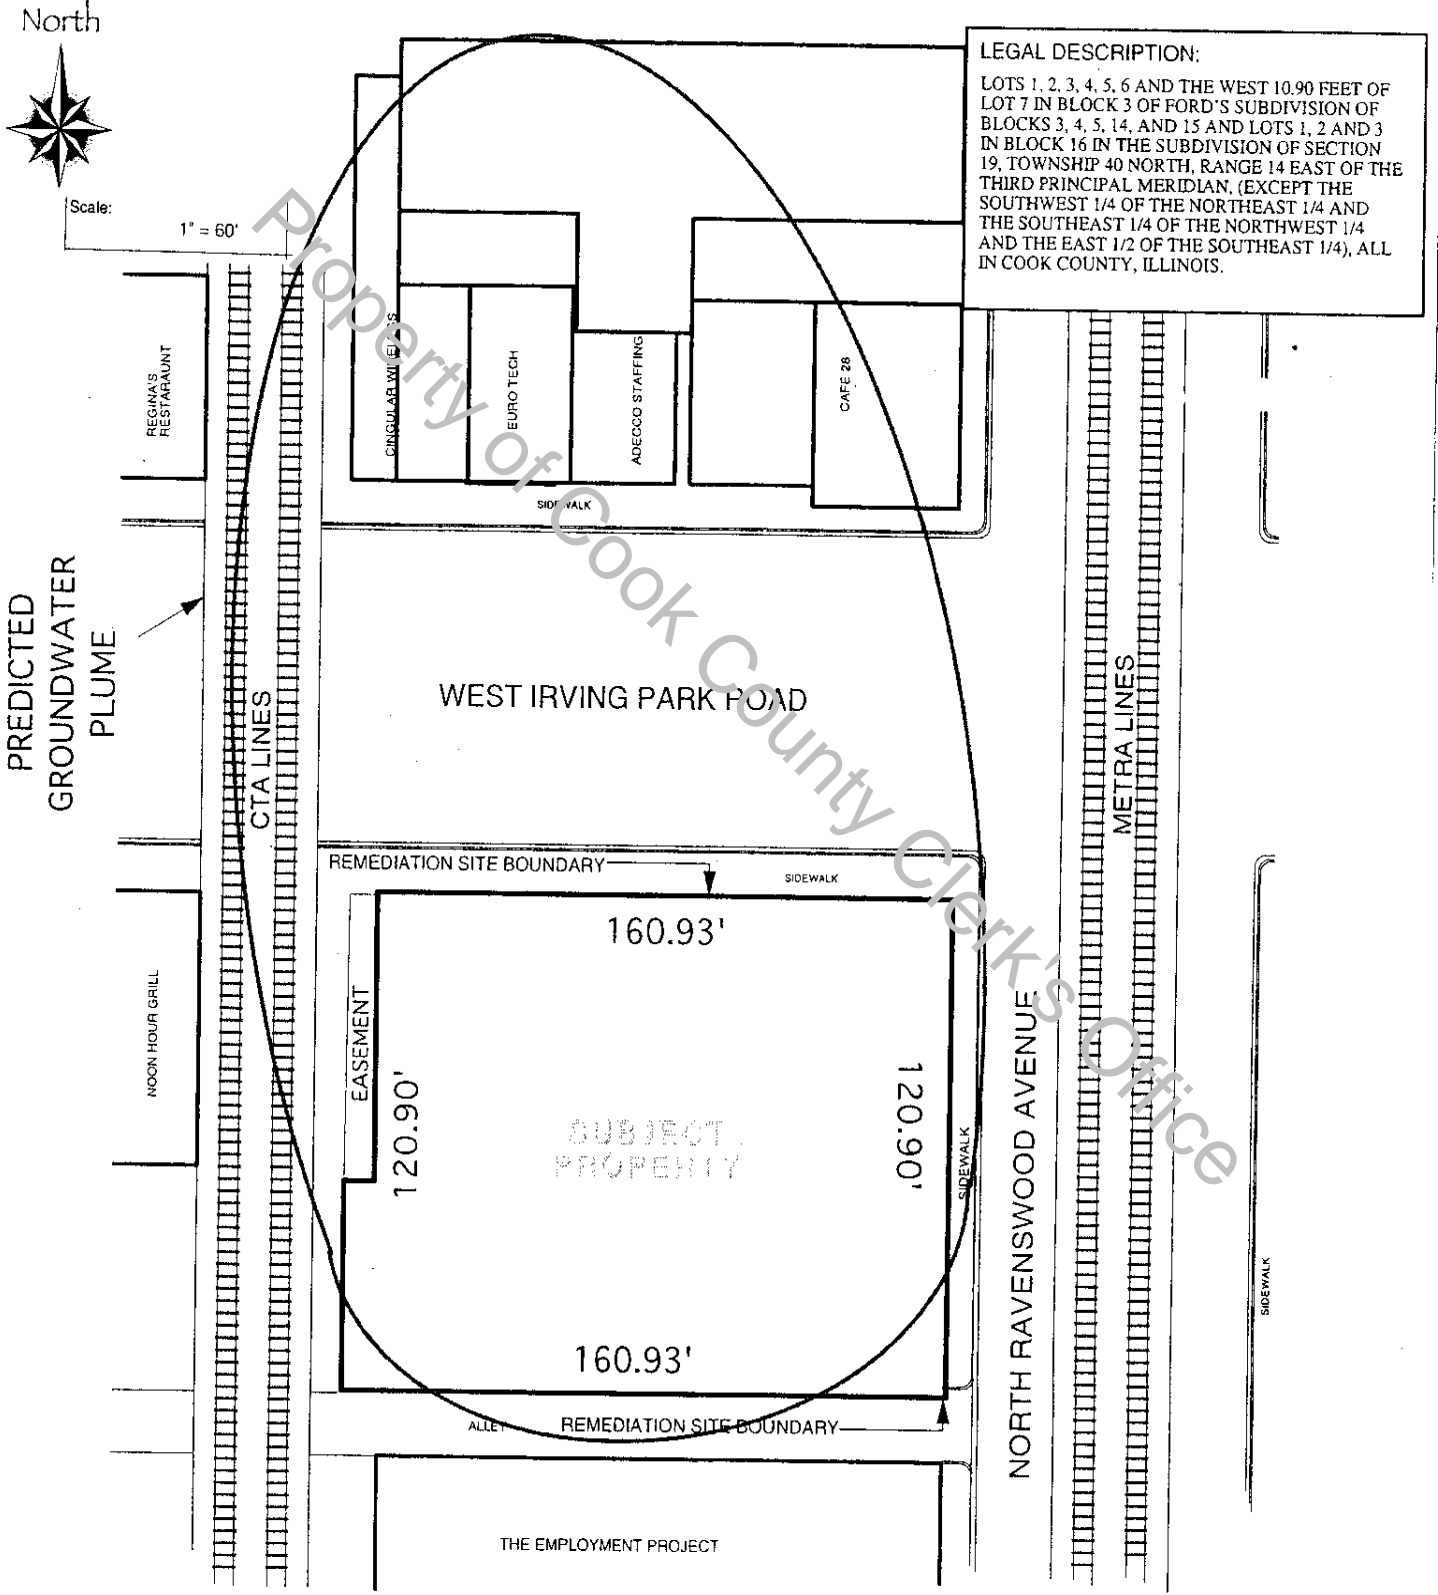 North
Scale:
1" = 60'
LEGAL DESCRIPTION:
LOTS 1, 2, 3, 4, 5, 6 AND THE WEST 10.90 FEET OF
LOT 7 IN BLOCK 3 OF FORD'S SUBDIVISION OF
BLOCKS 3, 4, 5, 14, AND 15 AND LOTS 1, 2 AND 3
IN BLOCK 16 IN THE SUBDIVISION OF SECTION
19, TOWNSHIP 40 NORTH, RANGE 14 EAST OF THE
THIRD PRINCIPAL MERIDIAN, (EXCEPT THE
SOUTHWEST 1/4 OF THE NORTHEAST 1/4 AND
THE SOUTHEAST 1/4 OF THE NORTHWEST 1/4
AND THE EAST 1/2 OF THE SOUTHEAST 1/4), ALL
IN COOK COUNTY, ILLINOIS.
REGINA'S
RESTARAUNT
CINGULAR WIRELESS
EURO TECH
ADECCO STAFFING
CAFE 28
SIDEWALK
PREDICTED
GROUNDWATER
PLUME
CTA LINES
WEST IRVING PARK ROAD
METRA LINES
REMEDIATION SITE BOUNDARY
SIDEWALK
160.93'
NOON HOUR GRILL
EASEMENT
120.90'
SUBJECT
PROPERTY
120.90'
SIDEWALK
NORTH RAVENSWOOD AVENUE
SIDEWALK
160.93'
ALLEY
REMEDIATION SITE BOUNDARY
THE EMPLOYMENT PROJECT
Property of Cook County Clerk's Office